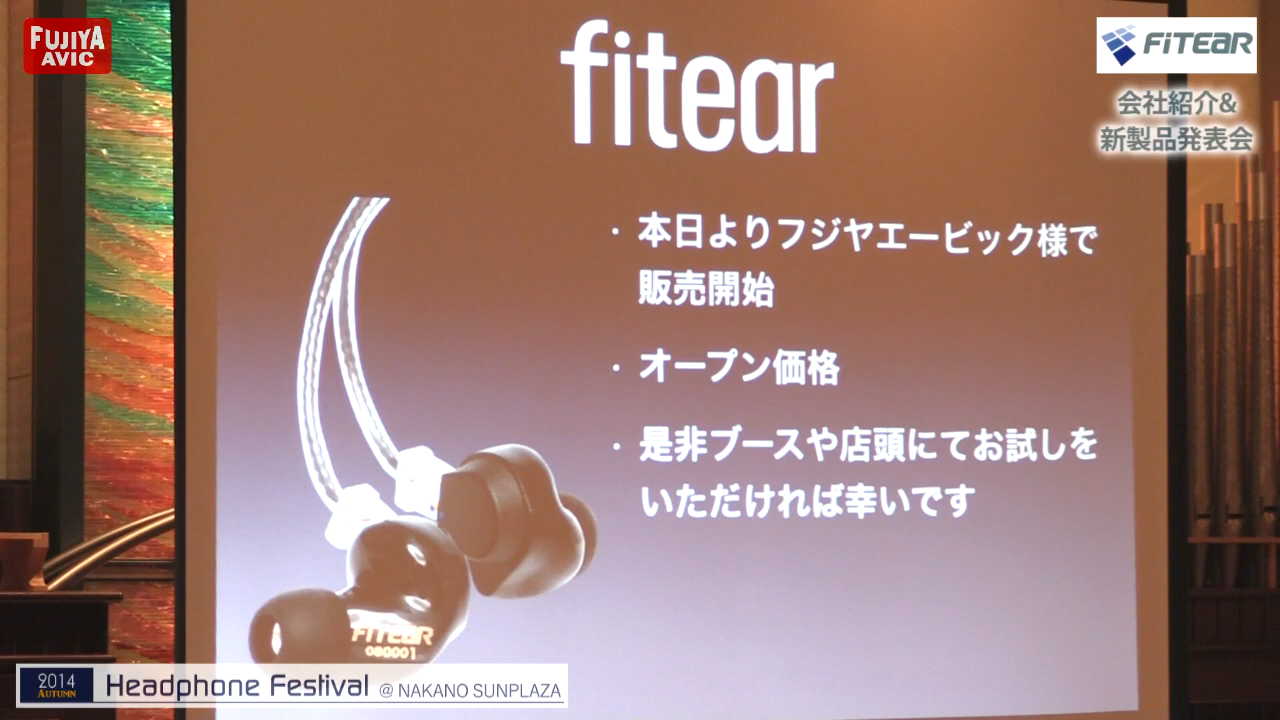 FUJIYA
AVIC
fitear
FitEar
会社紹介&
新製品発表会
・本日よりフジヤエービック様で
販売開始
・オープン価格
・是非ブースや店頭にてお試しを
いただければ幸いです
FitEar
080001
2014
AUTUMN
Headphone Festival @ NAKANO SUNPLAZA